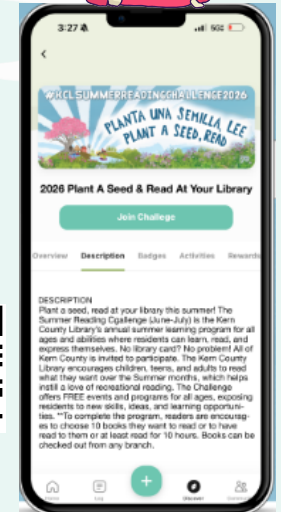 3:27
5GE
#KCLSUMMERREADINGCHALLENGE2026
PLANTA UNA SEMILLA, LEE
PLANT A SEED, READ
2026 Plant A Seed & Read At Your Library
Join Challege
Overview Description Badges Activities Rewards
DESCRIPTION
Plant a seed, read at your library this summer! The
Summer Reading Cgallenge (June-July) is the Kern
County Library's annual summer learning program for all
ages and abilities where residents can learn, read, and
express themselves. No library card? No problem! All of
Kern County is invited to participate. The Kern County
Library encourages children, teens, and adults to read
what they want over the Summer months, which helps
instill a love of recreational reading. The Challenge
offers FREE events and programs for all ages, exposing
residents to new skills, ideas, and learning opportuni-
ties. **To complete the program, readers are encourag-
es to choose 10 books they want to read or to have
read to them or at least read for 10 hours. Books can be
checked out from any branch.
Home Log Discover